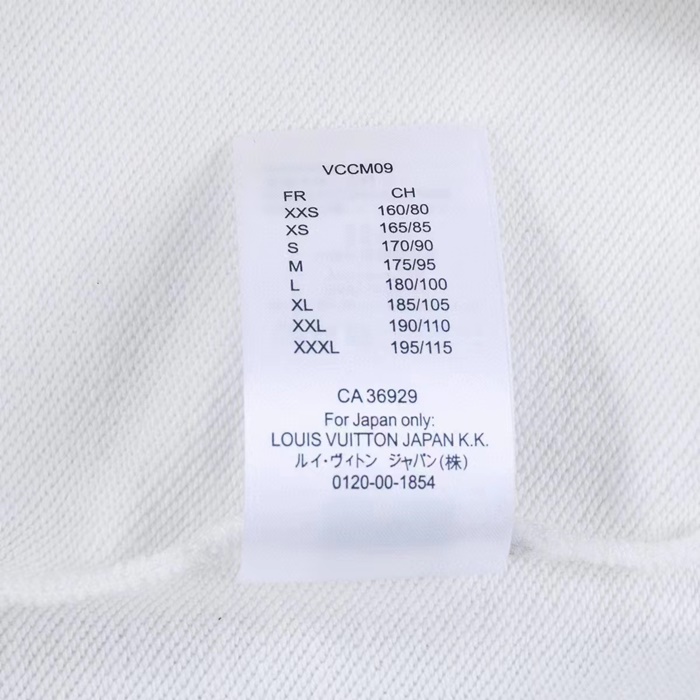 VCCM09
FR CH
XXS 160/80
XS 165/85
S 170/90
M 175/95
L 180/100
XL 185/105
XXL 190/110
XXXL 195/115
CA 36929
For Japan only:
LOUIS VUITTON JAPAN K.K.
ルイ・ヴィトン ジャパン(株)
0120-00-1854